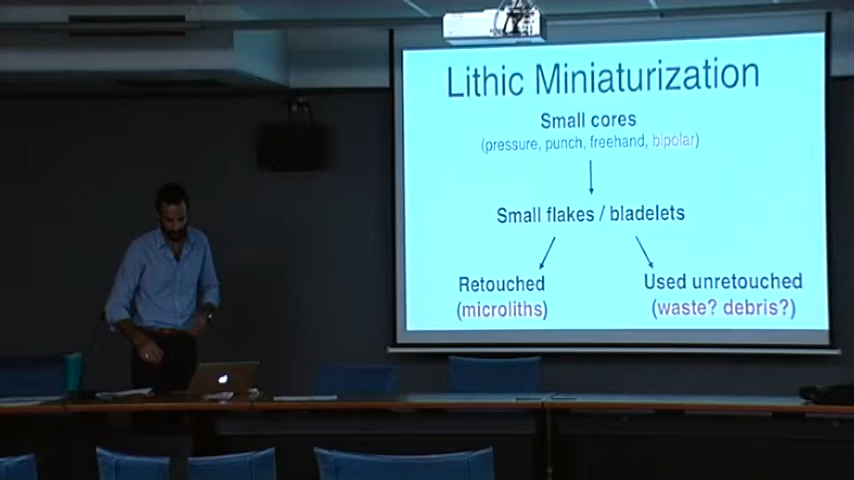 Lithic Miniaturization
Small cores
(pressure, punch, freehand, bipolar)
Small flakes / bladelets
Retouched
(microliths)
Used unretouched
(waste? debris?)